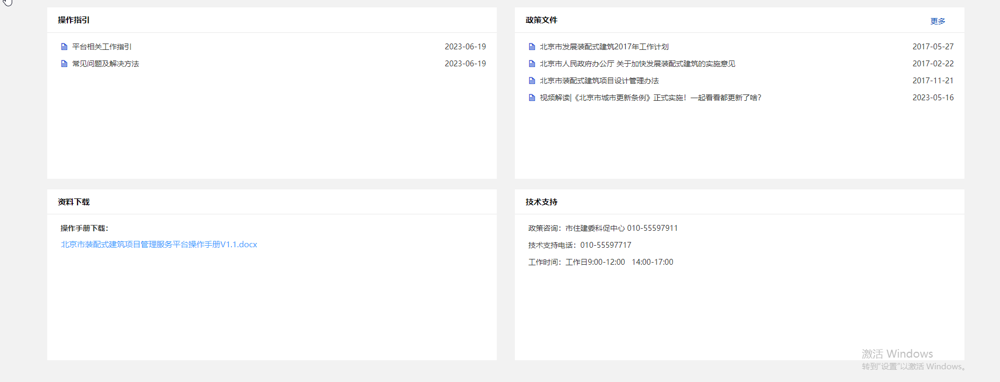 操作指引
平台相关工作指引 2023-06-19
常见问题及解决方法 2023-06-19
政策文件 更多
北京市发展装配式建筑2017年工作计划 2017-05-27
北京市人民政府办公厅 关于加快发展装配式建筑的实施意见 2017-02-22
北京市装配式建筑项目设计管理办法 2017-11-21
视频解读|《北京市城市更新条例》正式实施！一起看看都更新了啥? 2023-05-16
资料下载
操作手册下载：
北京市装配式建筑项目管理服务平台操作手册V1.1.docx
技术支持
政策咨询：市住建委科促中心 010-55597911
技术支持电话：010-55597717
工作时间：工作日9:00-12:00 14:00-17:00
激活 Windows
转到“设置”以激活 Windows。